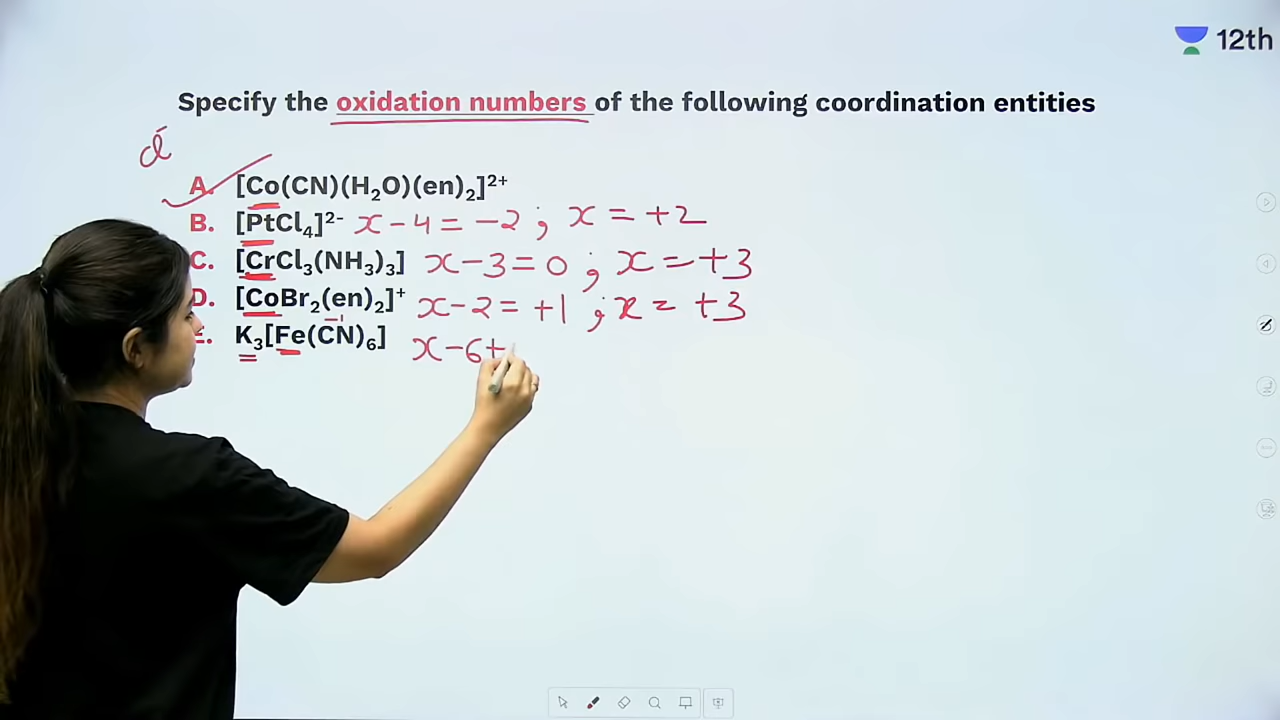 12th
Specify the oxidation numbers of the following coordination entities
A. [Co(CN)(H₂O)(en)₂]²⁺
B. [PtCl₄]²⁻ x - 4 = -2 ; x = +2
C. [CrCl₃(NH₃)₃] x - 3 = 0 ; x = +3
D. [CoBr₂(en)₂]⁺ x - 2 = +1 ; x = +3
-1
E. K₃[Fe(CN)₆] x - 6 +